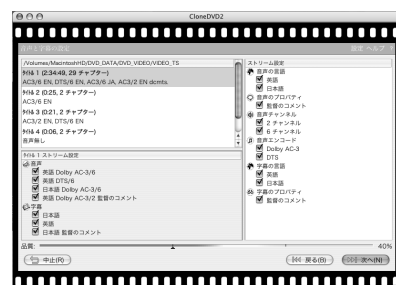 CloneDVD2
音声と字幕の設定
設定 ヘルプ ?
/Volumes/MacintoshHD/DVD_DATA/DVD_VIDEO/VIDEO_TS
ﾀｲﾄﾙ 1 (2:34:49, 29 チャプター)
AC3/6 EN, DTS/6 EN, AC3/6 JA, AC3/2 EN dcmts.
ﾀｲﾄﾙ 2 (0:25, 2 チャプター)
AC3/6 EN
ﾀｲﾄﾙ 3 (0:21, 2 チャプター)
AC3/2 EN, DTS/6 EN
ﾀｲﾄﾙ 4 (0:06, 2 チャプター)
音声無し
ﾀｲﾄﾙ 1 ストリーム設定
音声
英語 Dolby AC-3/6
英語 DTS/6
日本語 Dolby AC-3/6
英語 Dolby AC-3/2 監督のコメント
字幕
日本語
英語
日本語 監督のコメント
ストリーム設定
音声の言語
英語
日本語
音声のプロパティ
監督のコメント
音声チャンネル
2 チャンネル
6 チャンネル
音声エンコード
Dolby AC-3
DTS
字幕の言語
英語
日本語
字幕のプロパティ
監督のコメント
品質:
40%
中止(R)
戻る(B)
次へ(N)